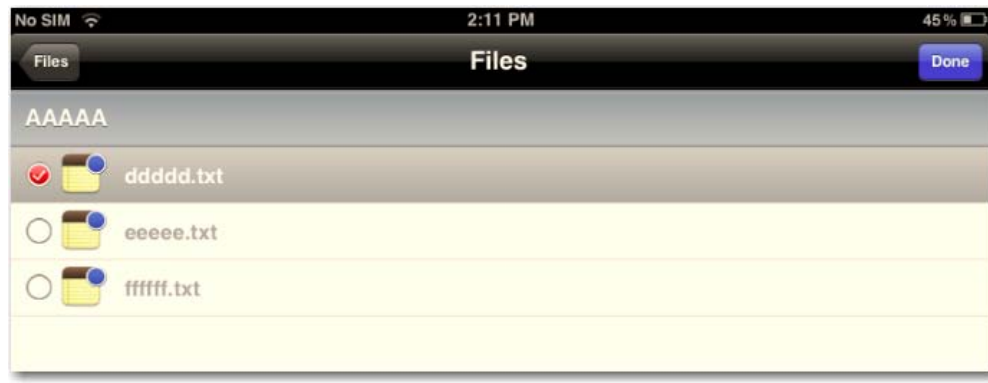 No SIM 2:11 PM 45%
Files Files Done
AAAAA
ddddd.txt
eeeee.txt
ffffff.txt